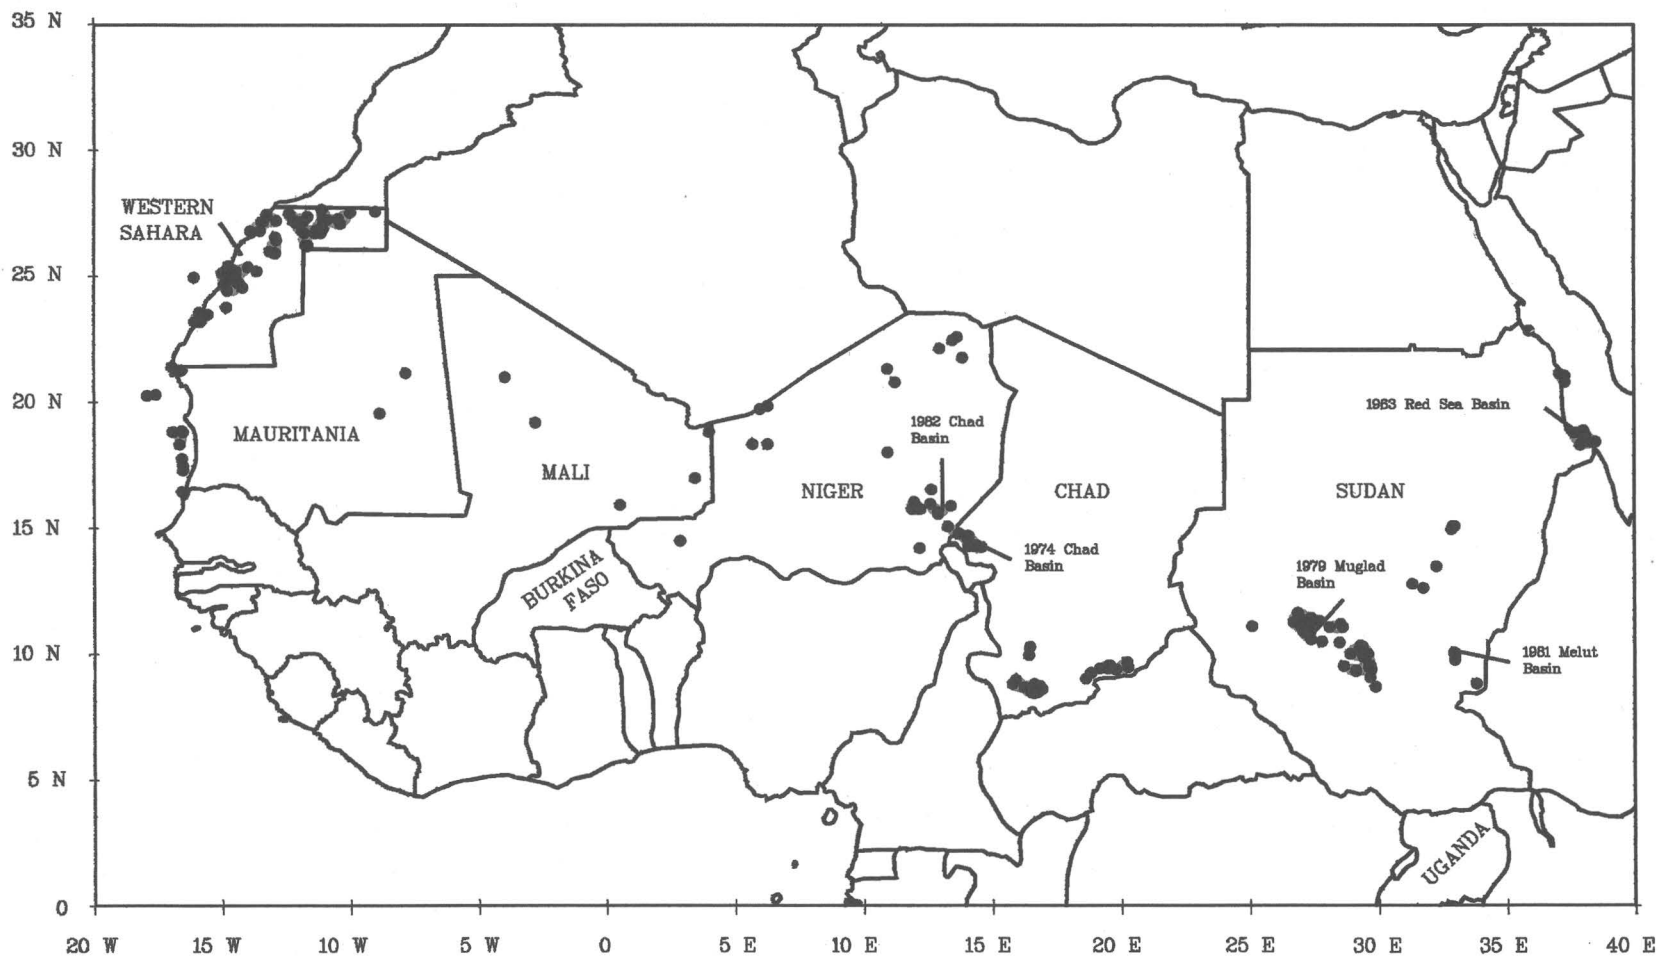 35 N
30 N
WESTERN
SAHARA
25 N
20 N
1963 Red Sea Basin
1982 Chad
Basin
MAURITANIA
MALI
NIGER
CHAD
SUDAN
15 N
1974 Chad
Basin
1979 Muglad
Basin
BURKINA
FASO
10 N
1981 Melut
Basin
5 N
UGANDA
0
20 W
15 W
10 W
5 W
0
5 E
10 E
15 E
20 E
25 E
30 E
35 E
40 E